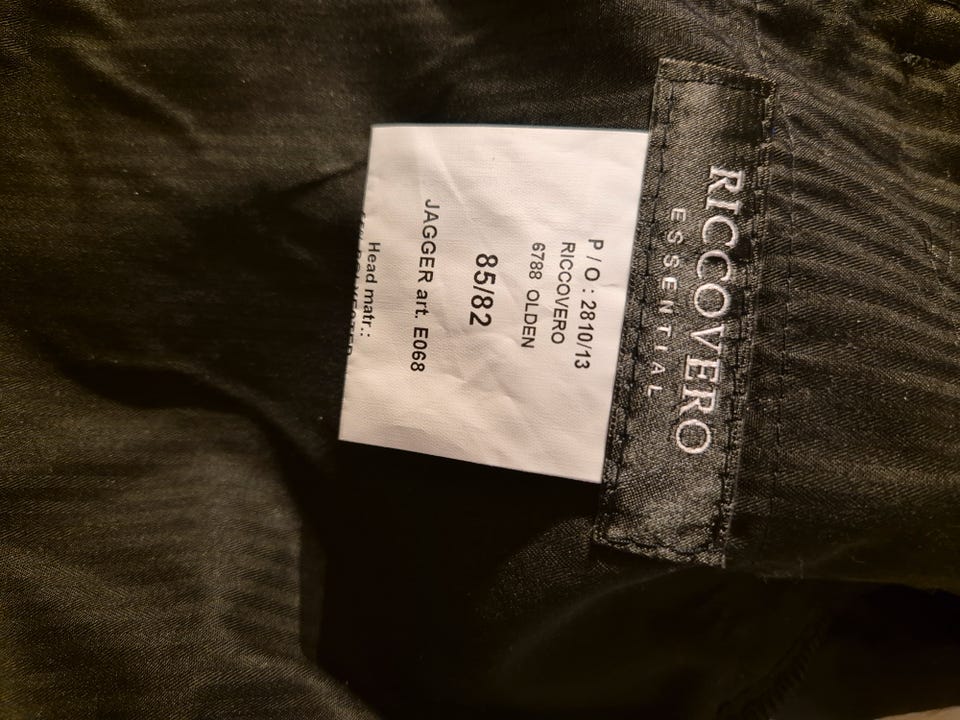 RICCOVERO
ESSENTIAL
P / O : 2810/13
RICCOVERO
6788 OLDEN
85/82
JAGGER art. E068
Head matr.: